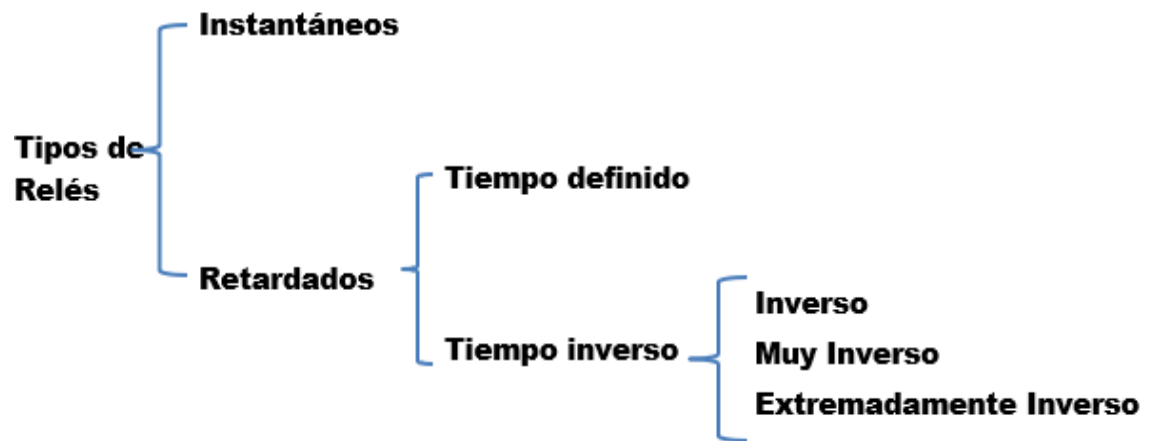 Instantáneos
Tipos de
Relés
Tiempo definido
Retardados
Tiempo inverso
Inverso
Muy Inverso
Extremadamente Inverso